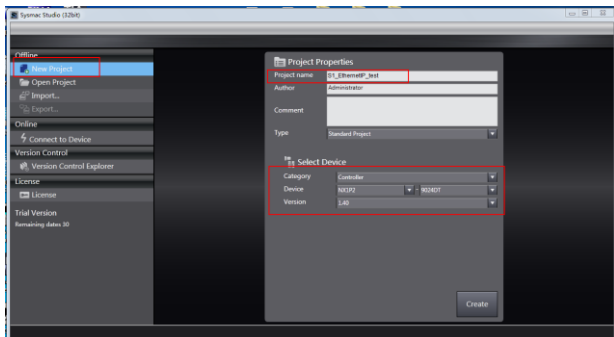 Sysmac Studio (32bit)
Offline
New Project
Open Project
Import...
Export...
Online
Connect to Device
Version Control
Version Control Explorer
License
License
Trial Version
Remaining dates 30
Project Properties
Project name S1_EthernetIP_test
Author Administrator
Comment
Type Standard Project
Select Device
Category Controller
Device NX1P2 - 9024DT
Version 1.40
Create